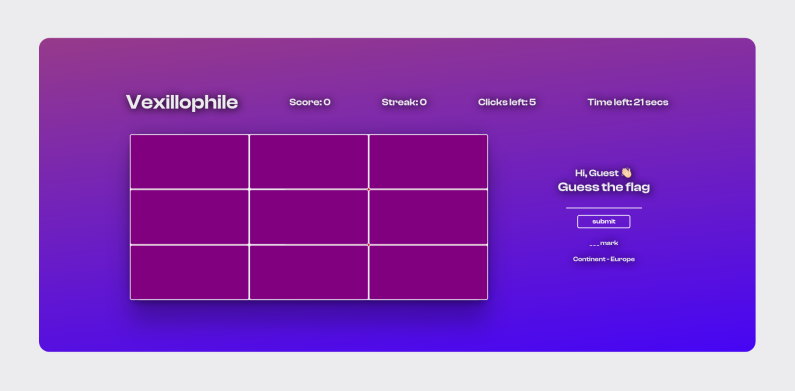 Vexillophile
Score: 0
Streak: 0
Clicks left: 5
Time left: 21 secs
Hi, Guest 👋🏼
Guess the flag
submit
_ _ _ mark
Continent - Europe